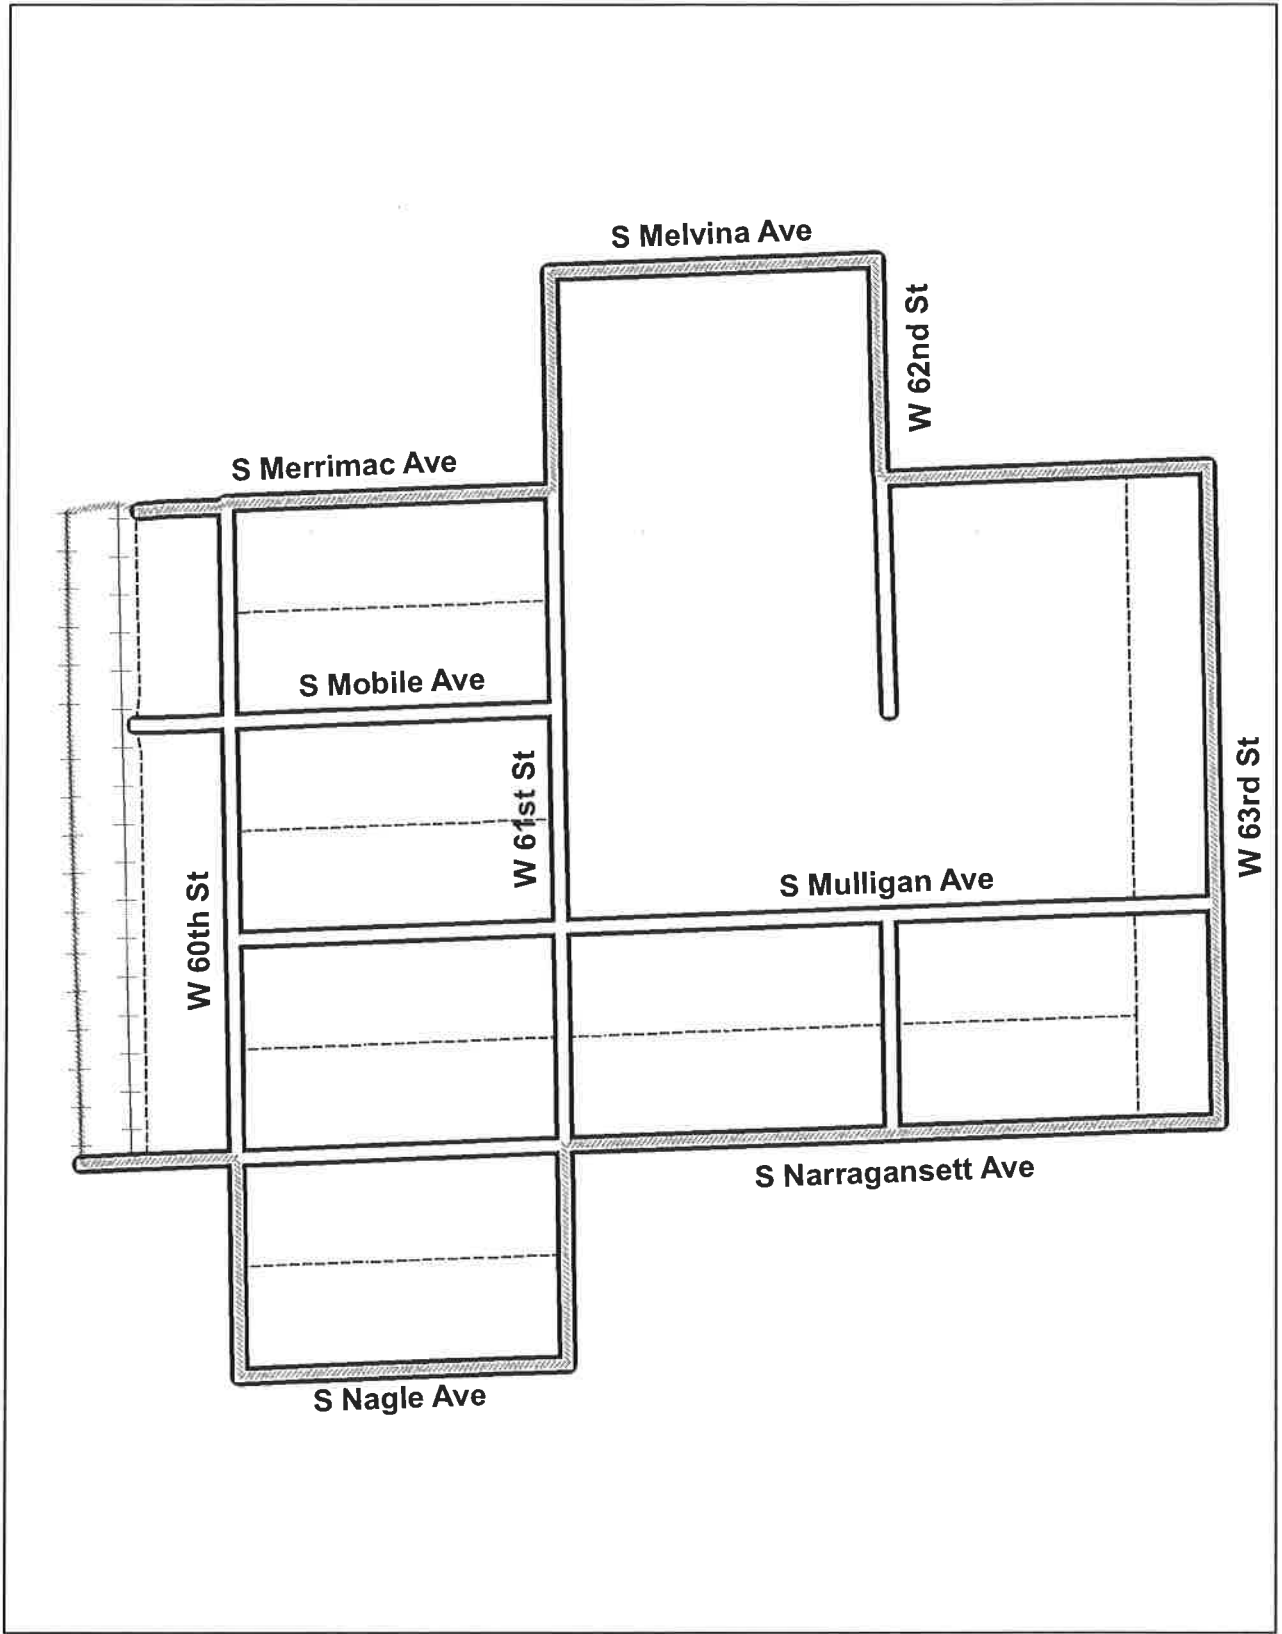 S Melvina Ave
W 62nd St
S Merrimac Ave
S Mobile Ave
W 61st St
W 63rd St
S Mulligan Ave
W 60th St
S Narragansett Ave
S Nagle Ave